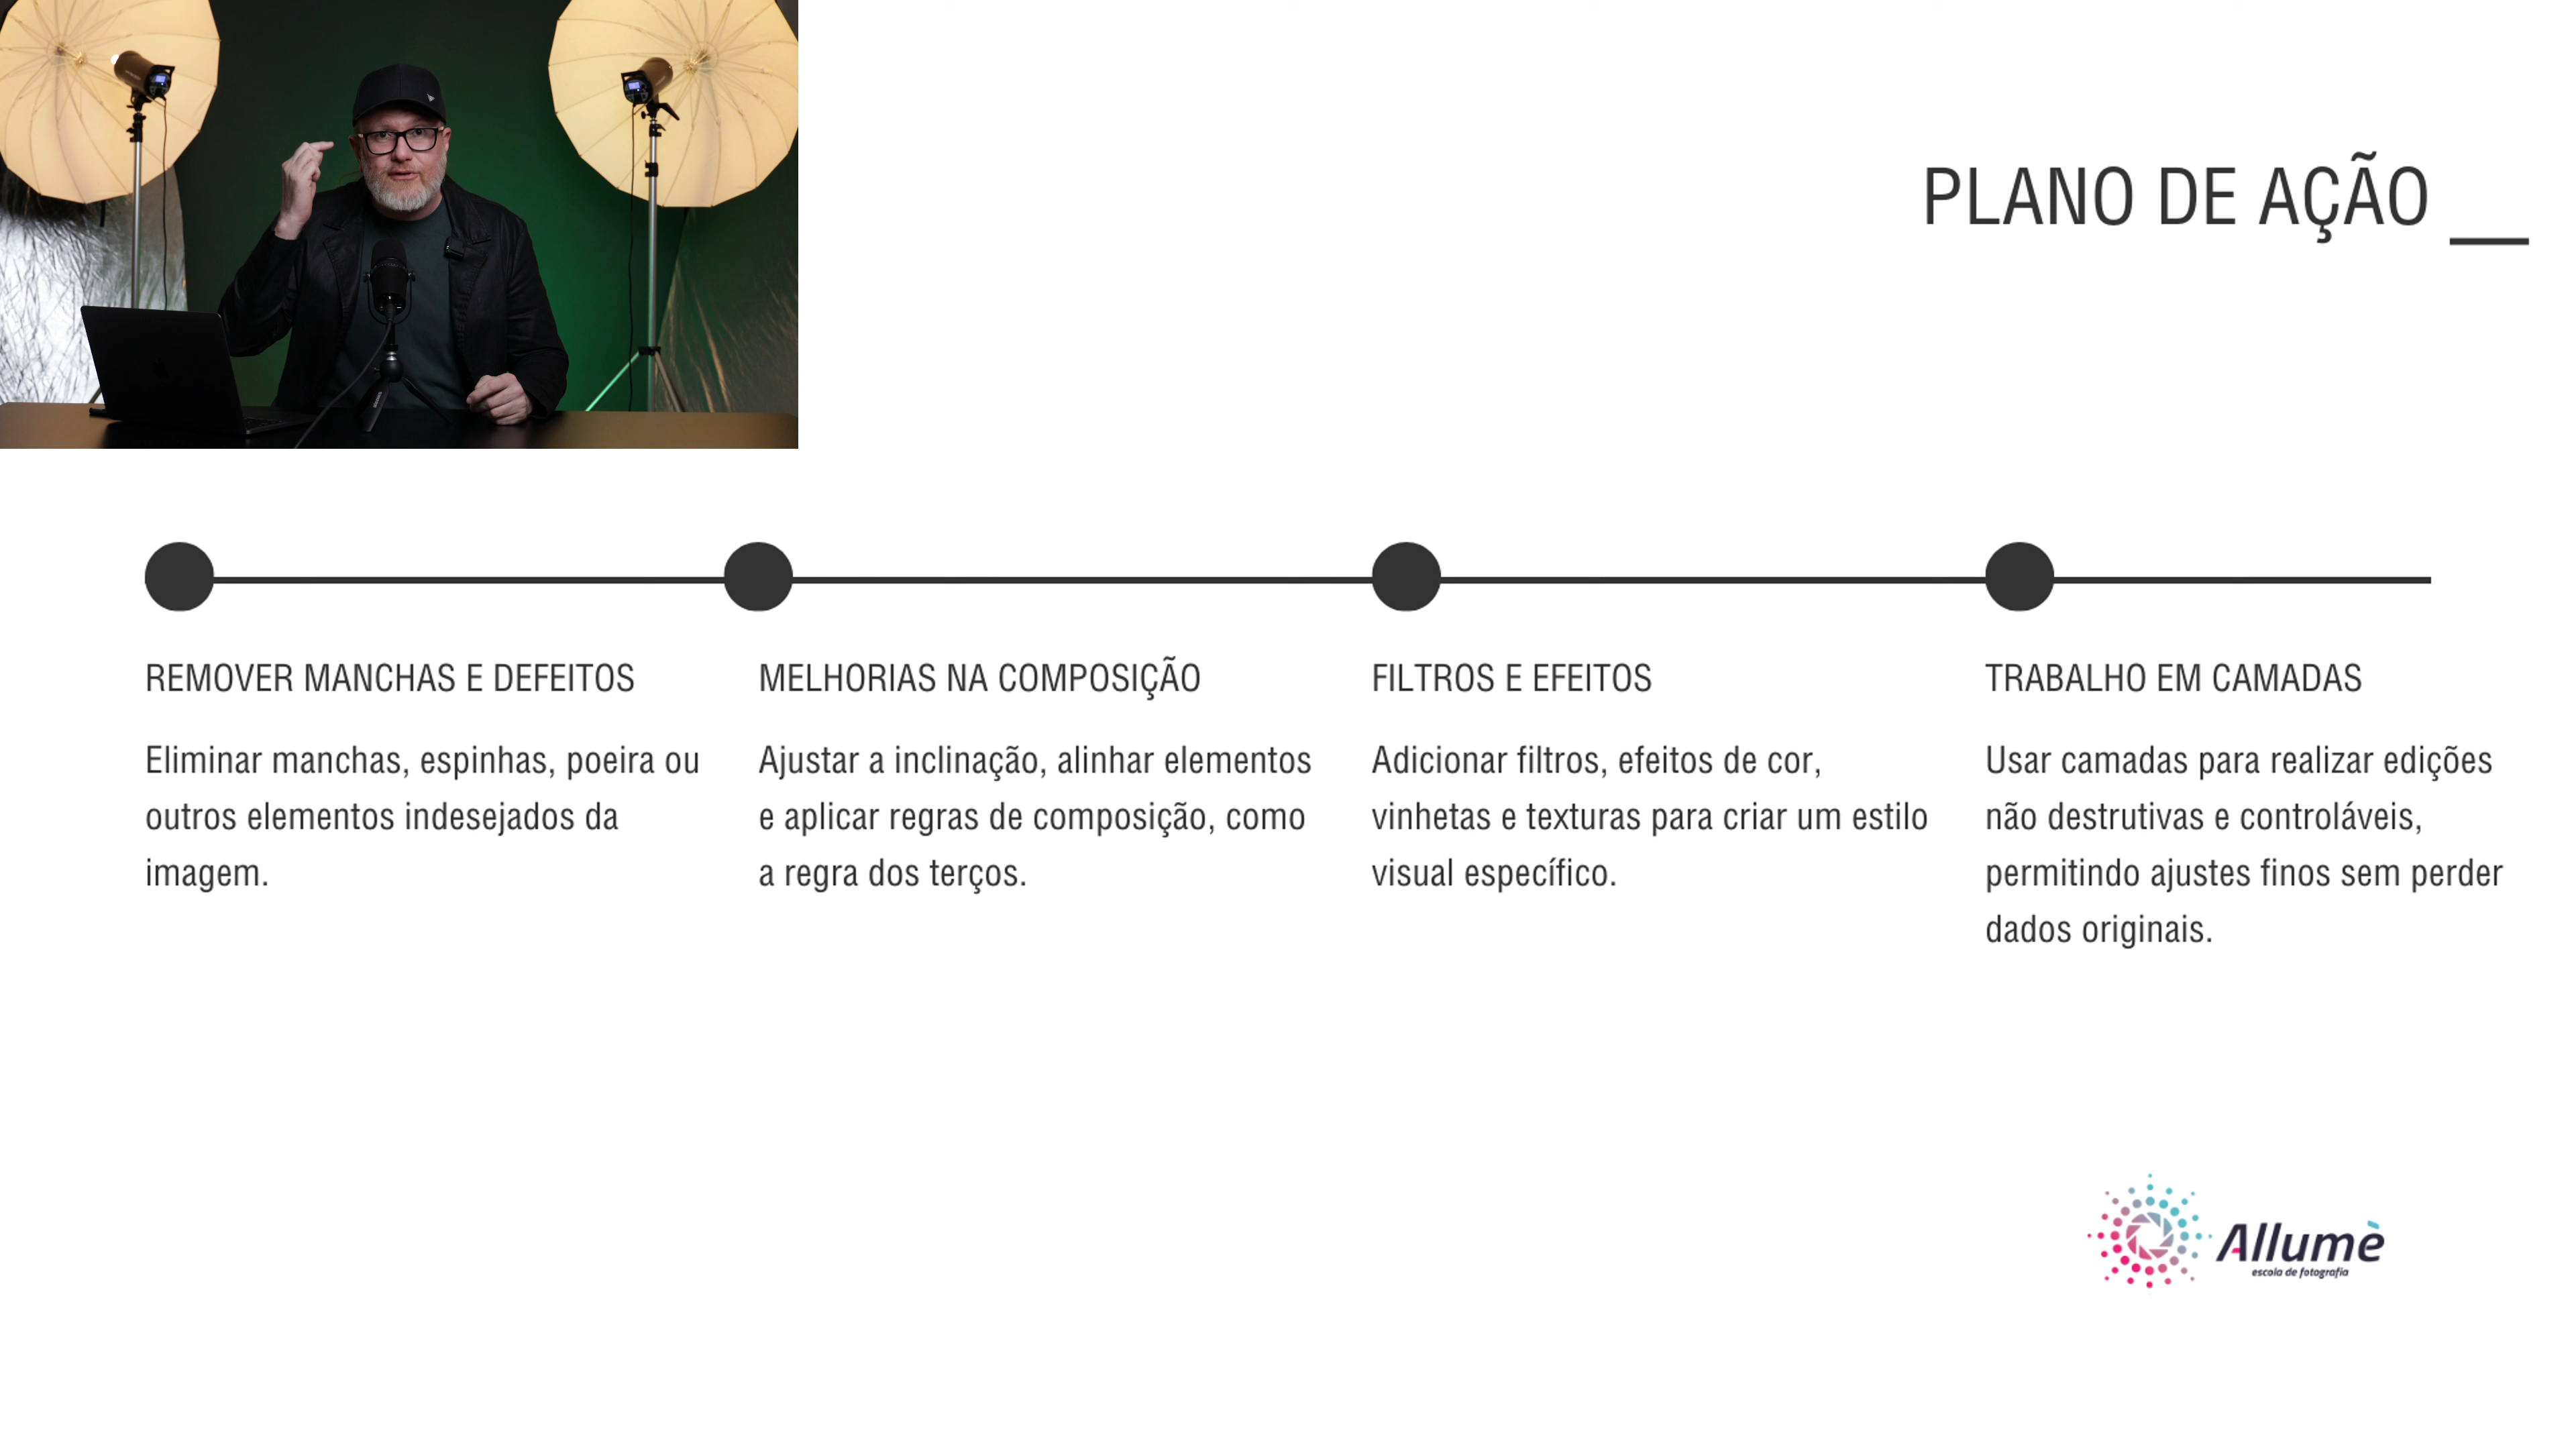 PLANO DE AÇÃO __
REMOVER MANCHAS E DEFEITOS
Eliminar manchas, espinhas, poeira ou
outros elementos indesejados da
imagem.
MELHORIAS NA COMPOSIÇÃO
Ajustar a inclinação, alinhar elementos
e aplicar regras de composição, como
a regra dos terços.
FILTROS E EFEITOS
Adicionar filtros, efeitos de cor,
vinhetas e texturas para criar um estilo
visual específico.
TRABALHO EM CAMADAS
Usar camadas para realizar edições
não destrutivas e controláveis,
permitindo ajustes finos sem perder
dados originais.
Allumè
escola de fotografia